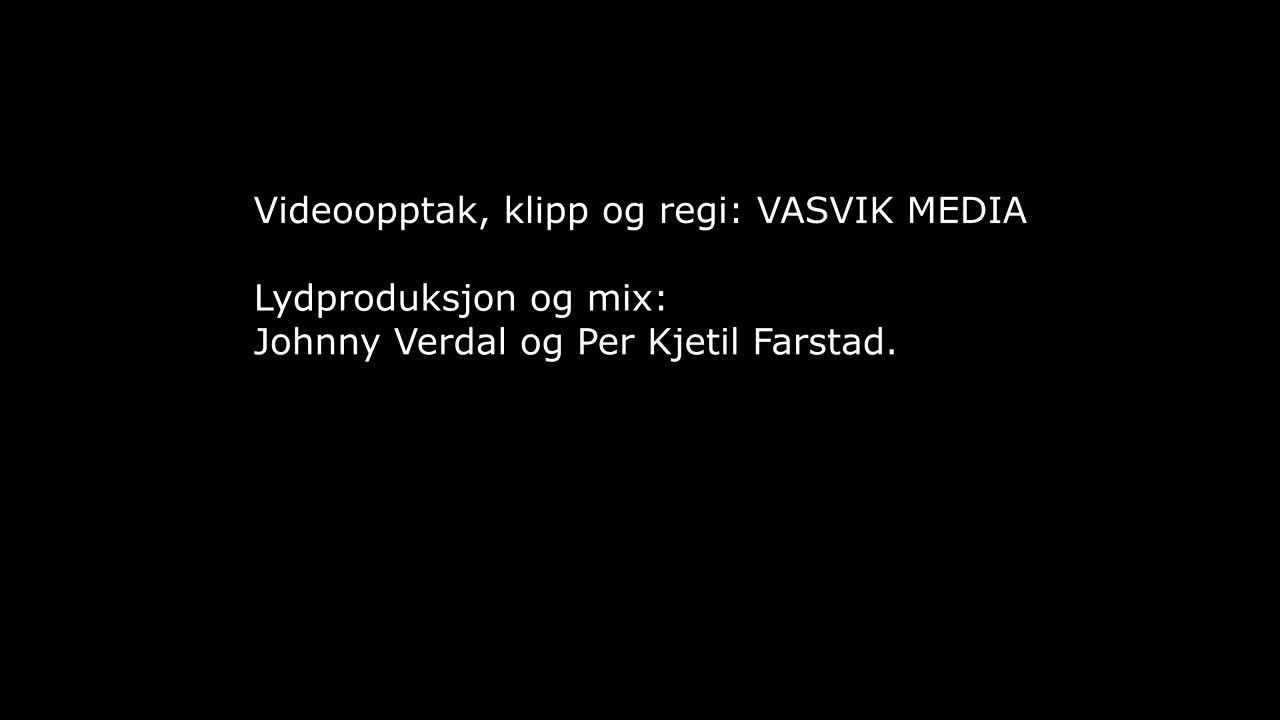 Videoopptak, klipp og regi: VASVIK MEDIA
Lydproduksjon og mix:
Johnny Verdal og Per Kjetil Farstad.